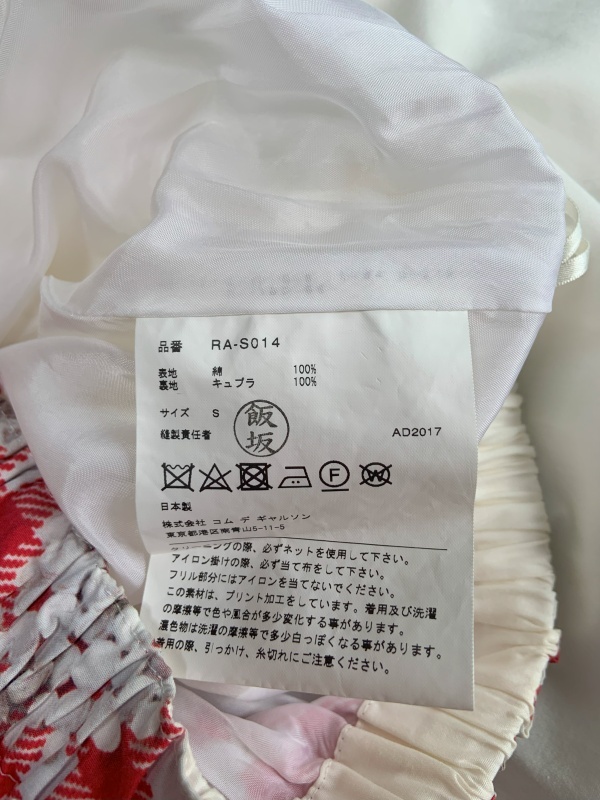 品番 RA-S014
表地 綿 100%
裏地 キュプラ 100%
サイズ S
縫製責任者 飯坂 AD2017
F W
日本製
株式会社 コム デ ギャルソン
東京都港区南青山5-11-5
クリーニングの際、必ずネットを使用して下さい。
アイロン掛けの際、必ず当て布をして下さい。
フリル部分にはアイロンを当てないでください。
この素材は、プリント加工をしています。着用及び洗濯
の摩擦等で色や風合が多少変化する事があります。
濃色物は洗濯の摩擦等で多少白っぽくなる事があります。
着用の際、引っかけ、糸切れにご注意ください。